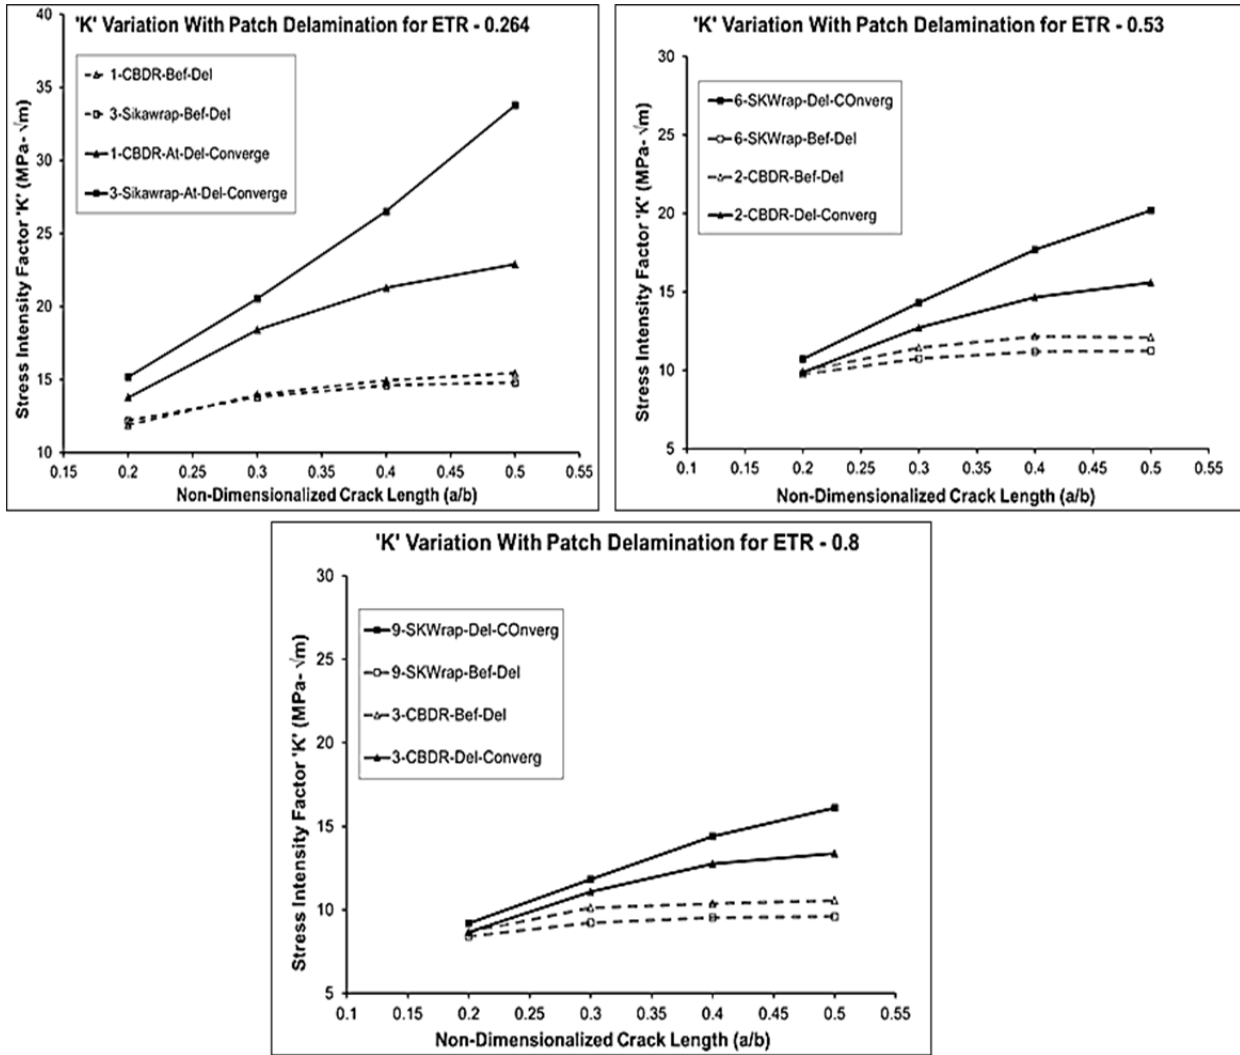 'K' Variation With Patch Delamination for ETR - 0.264
40
35
30
25
20
15
10
1-CBDR-Bef-Del
3-Sikawrap-Bef-Del
1-CBDR-At-Del-Converge
3-Sikawrap-At-Del-Converge
Stress Intensity Factor 'K' (MPa- √m)
0.15 0.2 0.25 0.3 0.35 0.4 0.45 0.5 0.55
Non-Dimensionalized Crack Length (a/b)
'K' Variation With Patch Delamination for ETR - 0.53
30
25
20
15
10
5
6-SKWrap-Del-COnverg
6-SKWrap-Bef-Del
2-CBDR-Bef-Del
2-CBDR-Del-Converg
Stress Intensity Factor 'K' (MPa- √m)
0.1 0.15 0.2 0.25 0.3 0.35 0.4 0.45 0.5 0.55
Non-Dimensionalized Crack Length (a/b)
'K' Variation With Patch Delamination for ETR - 0.8
30
25
20
15
10
5
9-SKWrap-Del-COnverg
9-SKWrap-Bef-Del
3-CBDR-Bef-Del
3-CBDR-Del-Converg
Stress Intensity Factor 'K' (MPa- √m)
0.1 0.15 0.2 0.25 0.3 0.35 0.4 0.45 0.5 0.55
Non-Dimensionalized Crack Length (a/b)